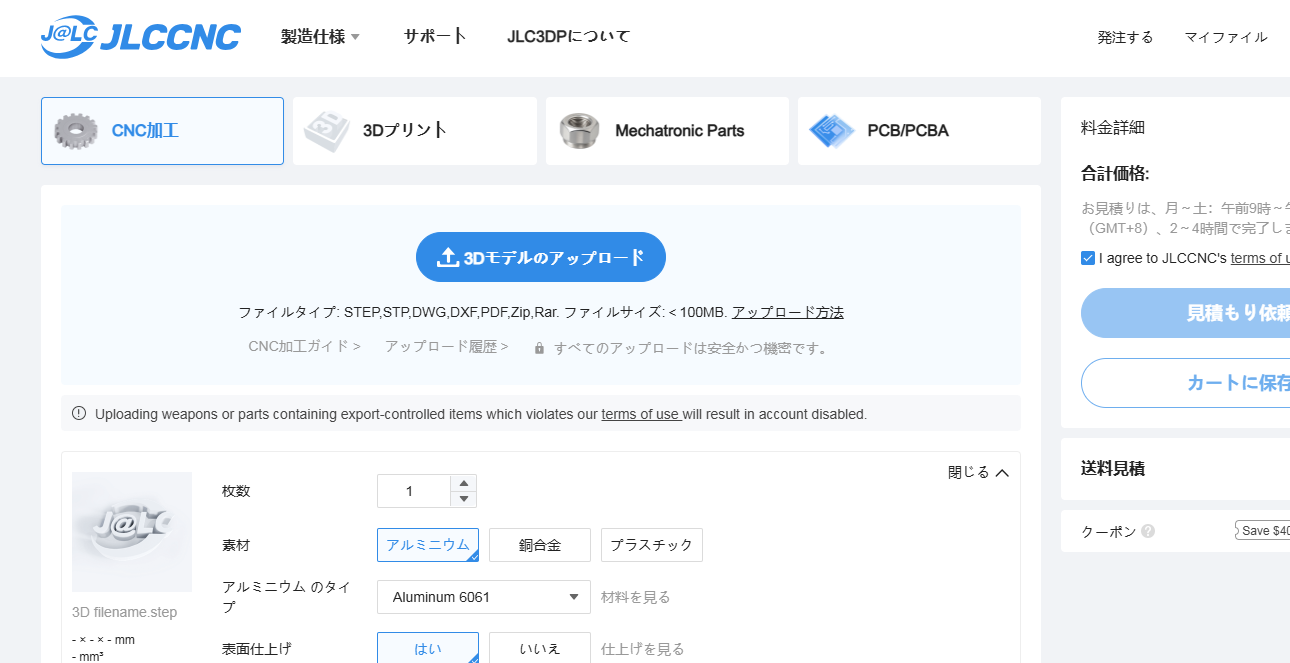 J@LC JLCCNC
製造仕様
サポート
JLC3DPについて
発注する
マイファイル
CNC加工
3D
3Dプリント
Mechatronic Parts
PCB/PCBA
料金詳細
合計価格:
お見積りは、月～土：午前9時～
（GMT+8）、2～4時間で完了し
I agree to JLCCNC's terms of
見積もり依頼
カートに保存
送料見積
クーポン ?
Save $40
3Dモデルのアップロード
ファイルタイプ: STEP,STP,DWG,DXF,PDF,Zip,Rar. ファイルサイズ: < 100MB. アップロード方法
CNC加工ガイド >
アップロード履歴 >
すべてのアップロードは安全かつ機密です。
Uploading weapons or parts containing export-controlled items which violates our terms of use will result in account disabled.
閉じる
J@LC
3D filename.step
- × - × - mm
- mm³
枚数
1
素材
アルミニウム
銅合金
プラスチック
アルミニウム のタイ
プ
Aluminum 6061
材料を見る
表面仕上げ
はい
いいえ
仕上げを見る